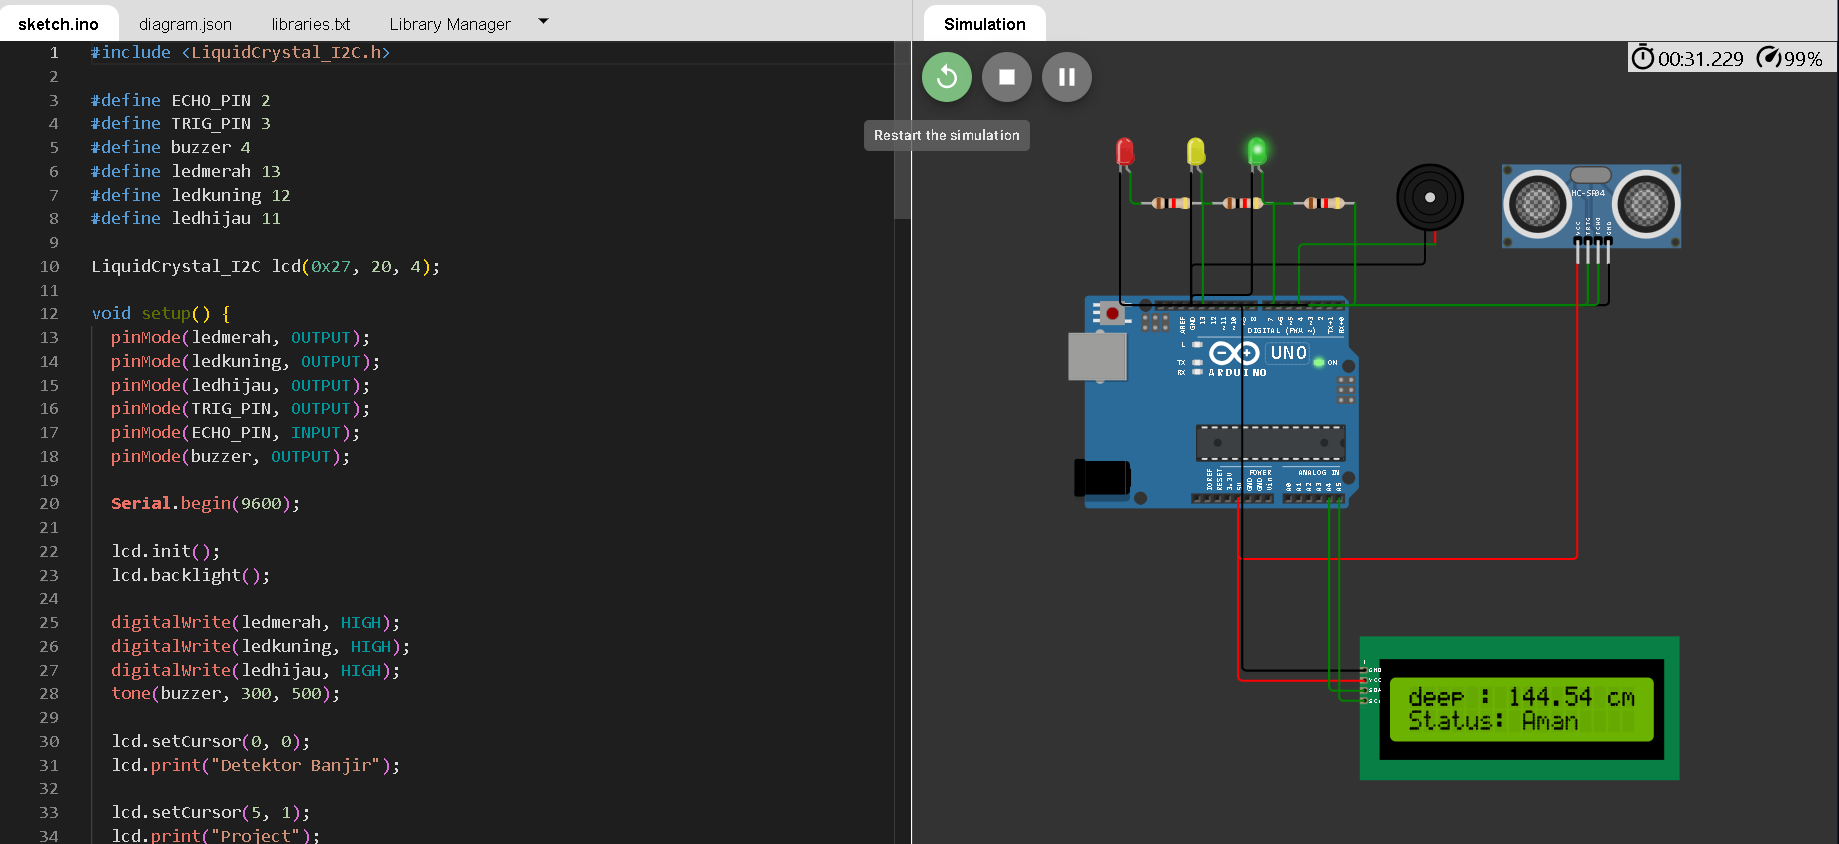 sketch.ino diagram.json libraries.txt Library Manager
1 #include <LiquidCrystal_I2C.h>
2
3 #define ECHO_PIN 2
4 #define TRIG_PIN 3
5 #define buzzer 4
6 #define ledmerah 13
7 #define ledkuning 12
8 #define ledhijau 11
9
10 LiquidCrystal_I2C lcd(0x27, 20, 4);
11
12 void setup() {
13 pinMode(ledmerah, OUTPUT);
14 pinMode(ledkuning, OUTPUT);
15 pinMode(ledhijau, OUTPUT);
16 pinMode(TRIG_PIN, OUTPUT);
17 pinMode(ECHO_PIN, INPUT);
18 pinMode(buzzer, OUTPUT);
19
20 Serial.begin(9600);
21
22 lcd.init();
23 lcd.backlight();
24
25 digitalWrite(ledmerah, HIGH);
26 digitalWrite(ledkuning, HIGH);
27 digitalWrite(ledhijau, HIGH);
28 tone(buzzer, 300, 500);
29
30 lcd.setCursor(0, 0);
31 lcd.print("Detektor Banjir");
32
33 lcd.setCursor(5, 1);
34 lcd.print("Project");
Simulation
00:31.229 99%
Restart the simulation
HC-SR04
VCC TRIG ECHO GND
AREF GND 13 12 ~11 ~10 ~9 8 7 ~6 ~5 4 ~3 2 TX→1 RX←0
DIGITAL (PWM ~)
L
TX
RX
UNO
ARDUINO
ON
POWER
ANALOG IN
IOREF RESET 3.3V 5V GND GND Vin A0 A1 A2 A3 A4 A5
1
GND
VCC
SDA
deep : 144.54 cm
Status: Aman